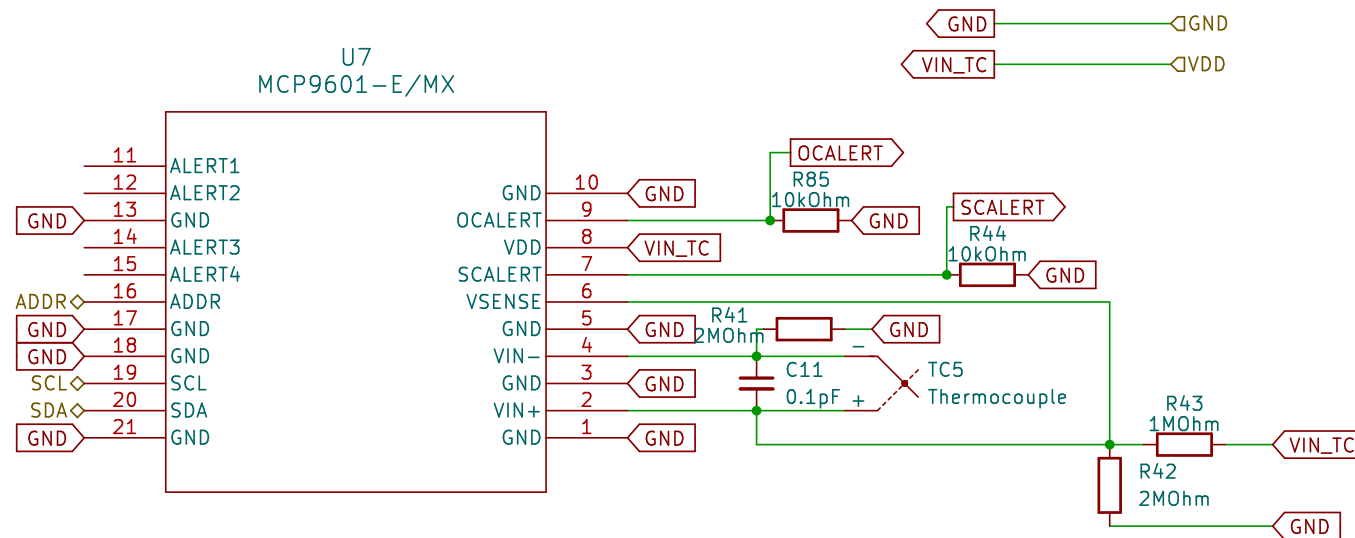 GND
GND
VIN_TC
VDD
U7
MCP9601-E/MX
11
ALERT1
12
ALERT2
GND
13
GND
14
ALERT3
15
ALERT4
ADDR
16
ADDR
GND
17
GND
GND
18
GND
SCL
19
SCL
SDA
20
SDA
GND
21
GND
GND
10
GND
OCALERT
9
VDD
8
VIN_TC
SCALERT
7
VSENSE
6
GND
5
GND
VIN-
4
GND
3
GND
VIN+
2
GND
1
GND
OCALERT
R85
10kOhm
GND
SCALERT
R44
10kOhm
GND
R41
2MOhm
GND
C11
0.1pF
-
+
TC5
Thermocouple
R43
1MOhm
VIN_TC
R42
2MOhm
GND